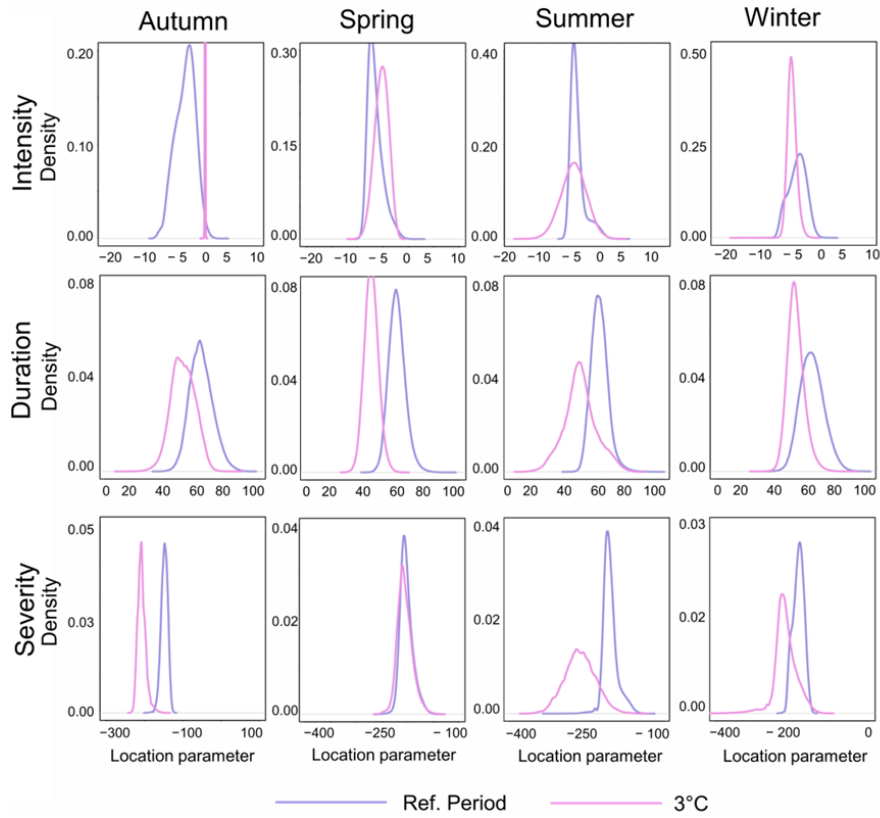 Autumn Spring Summer Winter
Intensity
Density
0.20
0.10
0.00
−20 −10 − 5 0 5 10
0.30
0.15
0.00
−20 −10 − 5 0 5 10
0.40
0.20
0.00
−20 −10 − 5 0 5 10
0.50
0.25
0.00
−20 −10 −5 0 5 10
Duration
Density
0.08
0.04
0.00
0 20 40 60 80 100
0.08
0.04
0.00
0 20 40 60 80 100
0.08
0.04
0.00
0 20 40 60 80 100
0.08
0.04
0.00
0 20 40 60 80 100
Severity
Density
0.05
0.03
0.00
−300 −100 100
Location parameter
0.04
0.02
0.00
−400 −250 − 100
Location parameter
0.04
0.02
0.00
−400 −250 − 100
Location parameter
0.03
0.02
0.00
−400 − 200 0
Location parameter
Ref. Period 3°C